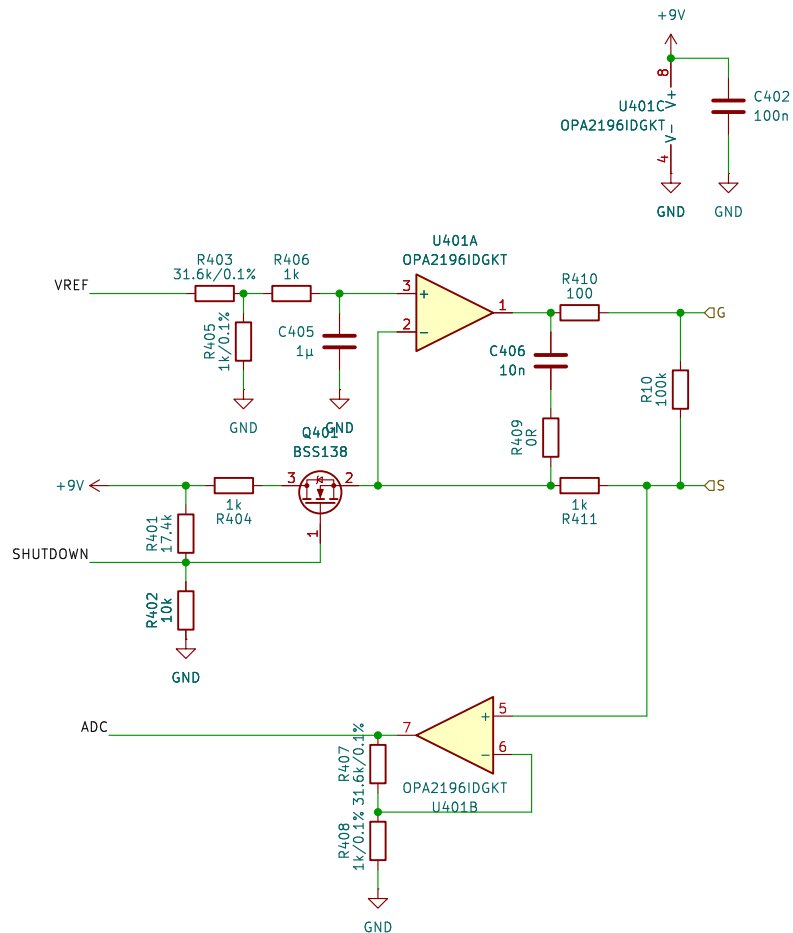 +9V
8
V+
U401C
OPA2196IDGKT
V-
4
GND
C402
100n
GND
U401A
OPA2196IDGKT
VREF
R403
31.6k/0.1%
R406
1k
3
+
2
-
1
R405
1k/0.1%
C405
1µ
GND
GND
R410
100
G
C406
10n
R10
100k
R409
0R
Q401
BSS138
+9V
3
2
1
1k
R404
1k
R411
S
R401
17.4k
SHUTDOWN
R402
10k
GND
ADC
7
5
+
6
-
R407
31.6k/0.1%
OPA2196IDGKT
U401B
R408
1k/0.1%
GND